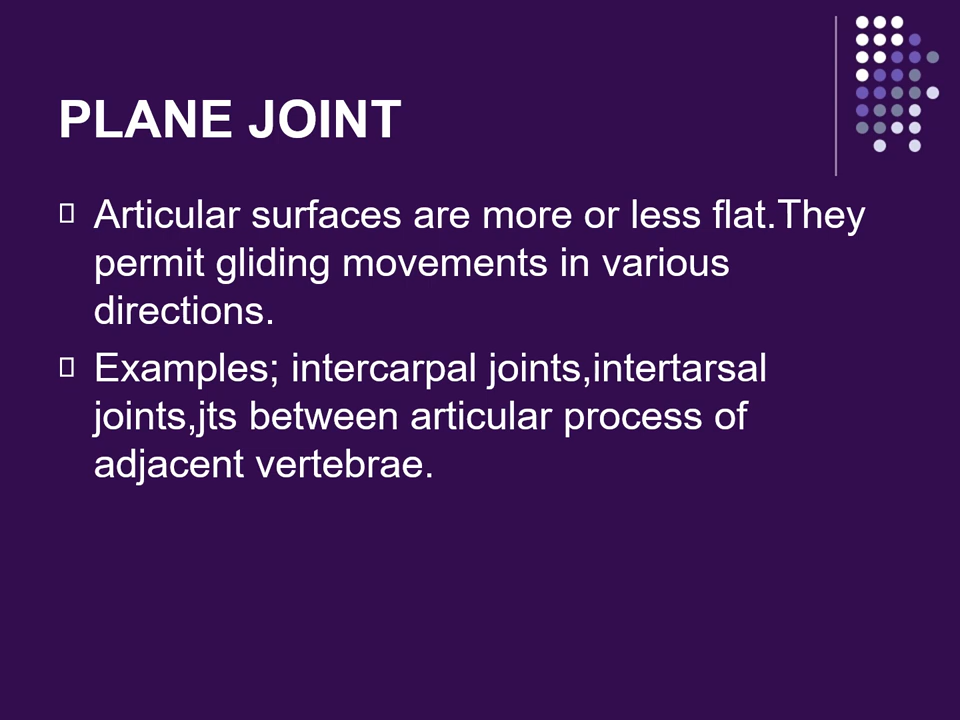 PLANE JOINT
Articular surfaces are more or less flat.They
permit gliding movements in various
directions.
Examples; intercarpal joints,intertarsal
joints,jts between articular process of
adjacent vertebrae.